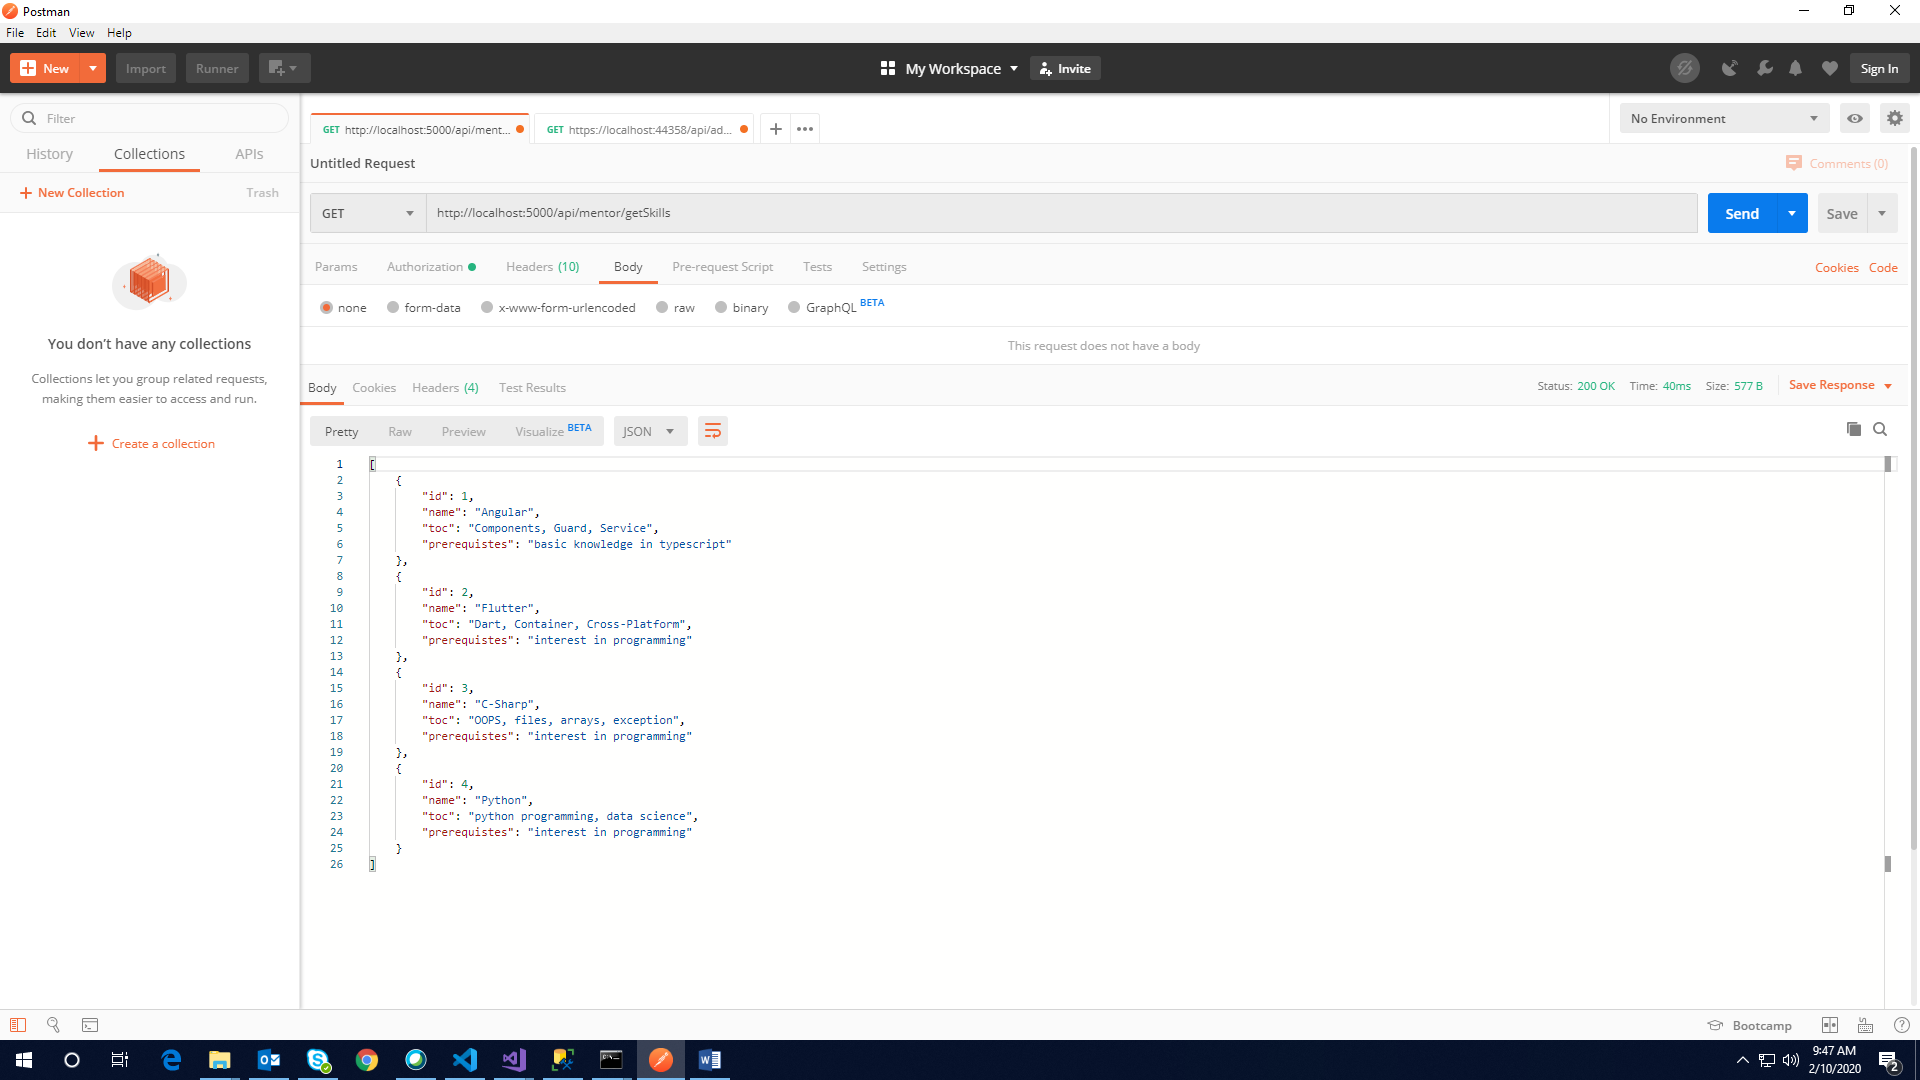 Postman
File Edit View Help
New Import Runner My Workspace Invite Sign In
Filter
History Collections APIs
New Collection Trash
You don't have any collections
Collections let you group related requests,
making them easier to access and run.
Create a collection
GET http://localhost:5000/api/ment... GET https://localhost:44358/api/ad... No Environment
Untitled Request Comments (0)
GET http://localhost:5000/api/mentor/getSkills Send Save
Params Authorization Headers (10) Body Pre-request Script Tests Settings Cookies Code
none form-data x-www-form-urlencoded raw binary GraphQL BETA
This request does not have a body
Body Cookies Headers (4) Test Results Status: 200 OK Time: 40ms Size: 577 B Save Response
Pretty Raw Preview Visualize BETA JSON
1 [
2 {
3 "id": 1,
4 "name": "Angular",
5 "toc": "Components, Guard, Service",
6 "prerequistes": "basic knowledge in typescript"
7 },
8 {
9 "id": 2,
10 "name": "Flutter",
11 "toc": "Dart, Container, Cross-Platform",
12 "prerequistes": "interest in programming"
13 },
14 {
15 "id": 3,
16 "name": "C-Sharp",
17 "toc": "OOPS, files, arrays, exception",
18 "prerequistes": "interest in programming"
19 },
20 {
21 "id": 4,
22 "name": "Python",
23 "toc": "python programming, data science",
24 "prerequistes": "interest in programming"
25 }
26 ]
Bootcamp
9:47 AM
2/10/2020
2